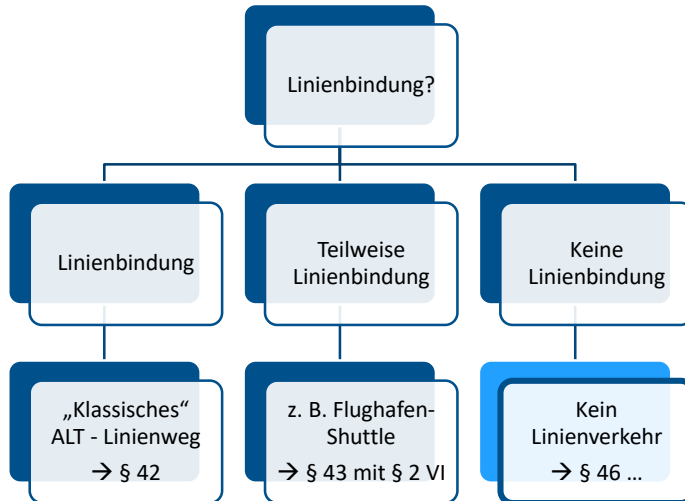 Linienbindung?
Linienbindung
Teilweise
Linienbindung
Keine
Linienbindung
„Klassisches“
ALT - Linienweg
→ § 42
z. B. Flughafen-
Shuttle
→ § 43 mit § 2 VI
Kein
Linienverkehr
→ § 46 ...